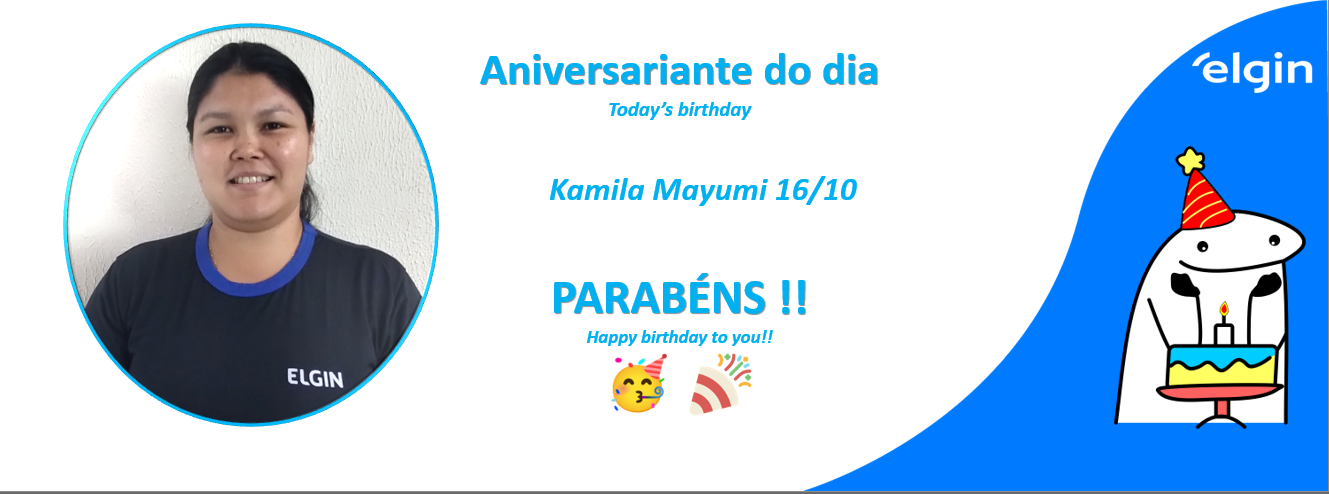 elgin
Aniversariante do dia
Today's birthday
Kamila Mayumi 16/10
PARABÉNS !!
Happy birthday to you!!
ELGIN